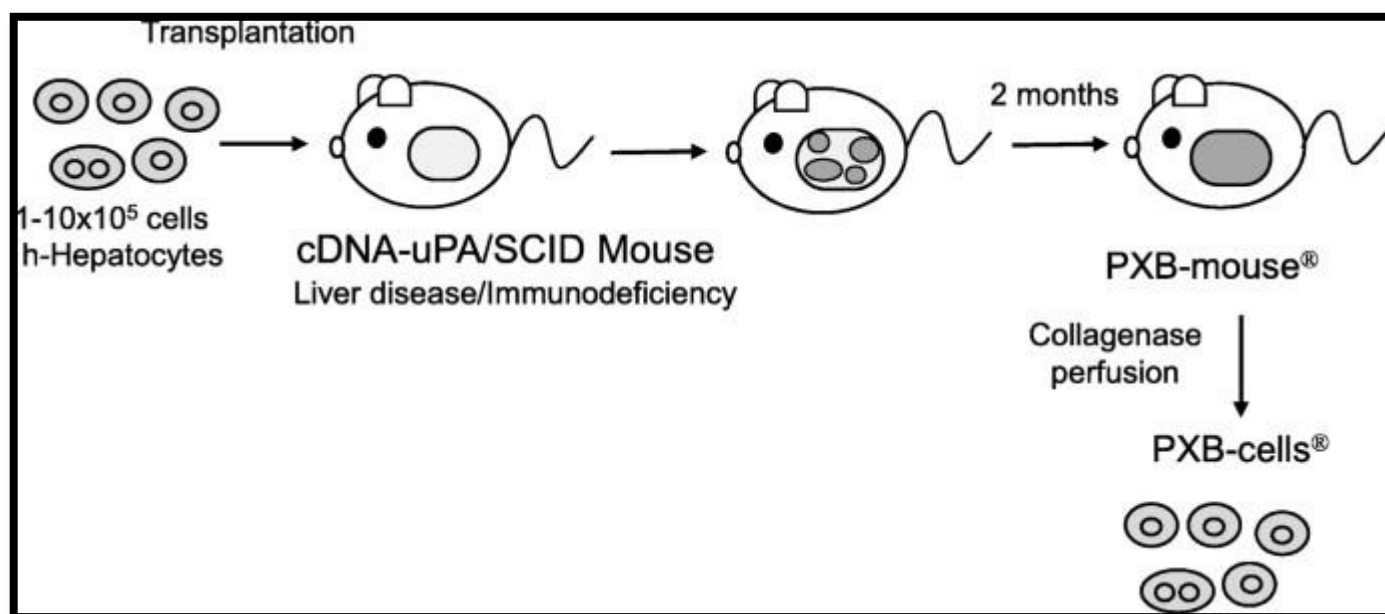 Transplantation
1-10x10⁵ cells
h-Hepatocytes
cDNA-uPA/SCID Mouse
Liver disease/Immunodeficiency
2 months
PXB-mouse®
Collagenase
perfusion
PXB-cells®